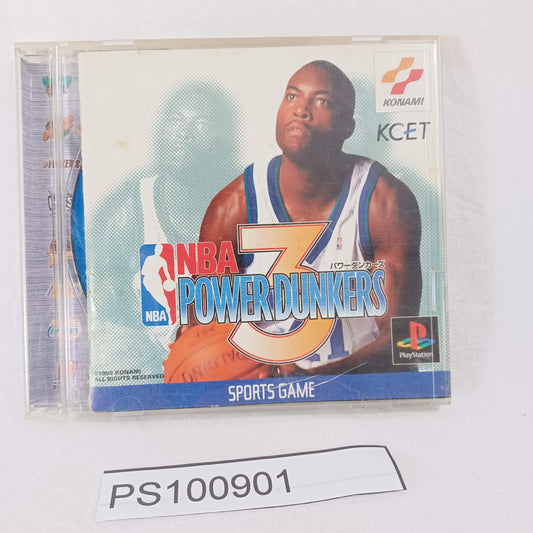 KONAMI
KCET
NBA
3
パワーダンカーズ
POWER DUNKERS
NBA
PlayStation
©1998 KONAMI
ALL RIGHTS RESERVED
SPORTS GAME
PS100901